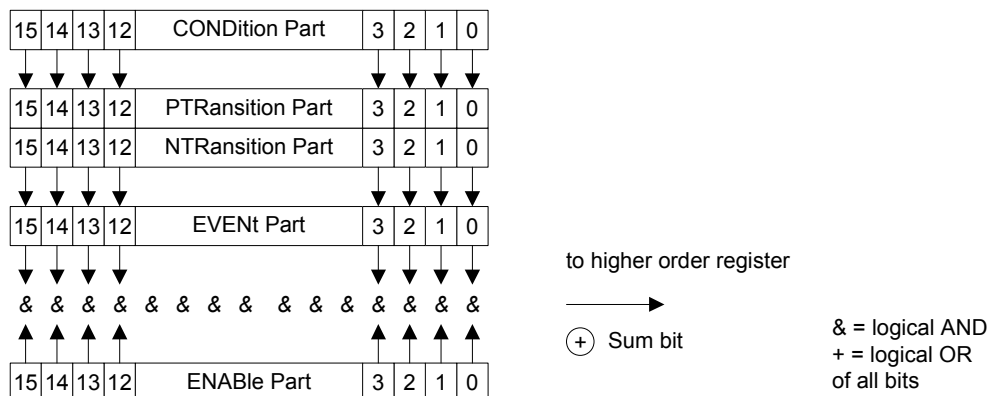 15 14 13 12 CONDition Part 3 2 1 0
15 14 13 12 PTRansition Part 3 2 1 0
15 14 13 12 NTRansition Part 3 2 1 0
15 14 13 12 EVENt Part 3 2 1 0
to higher order register
& & & & & & & & & & & & & & &
+ Sum bit
& = logical AND
+ = logical OR
of all bits
15 14 13 12 ENABle Part 3 2 1 0